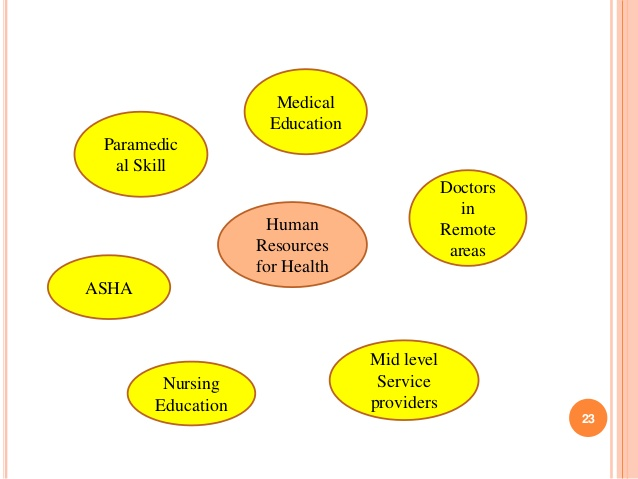 Medical
Education
Paramedic
al Skill
Doctors
in
Remote
areas
Human
Resources
for Health
ASHA
Mid level
Service
providers
Nursing
Education
23